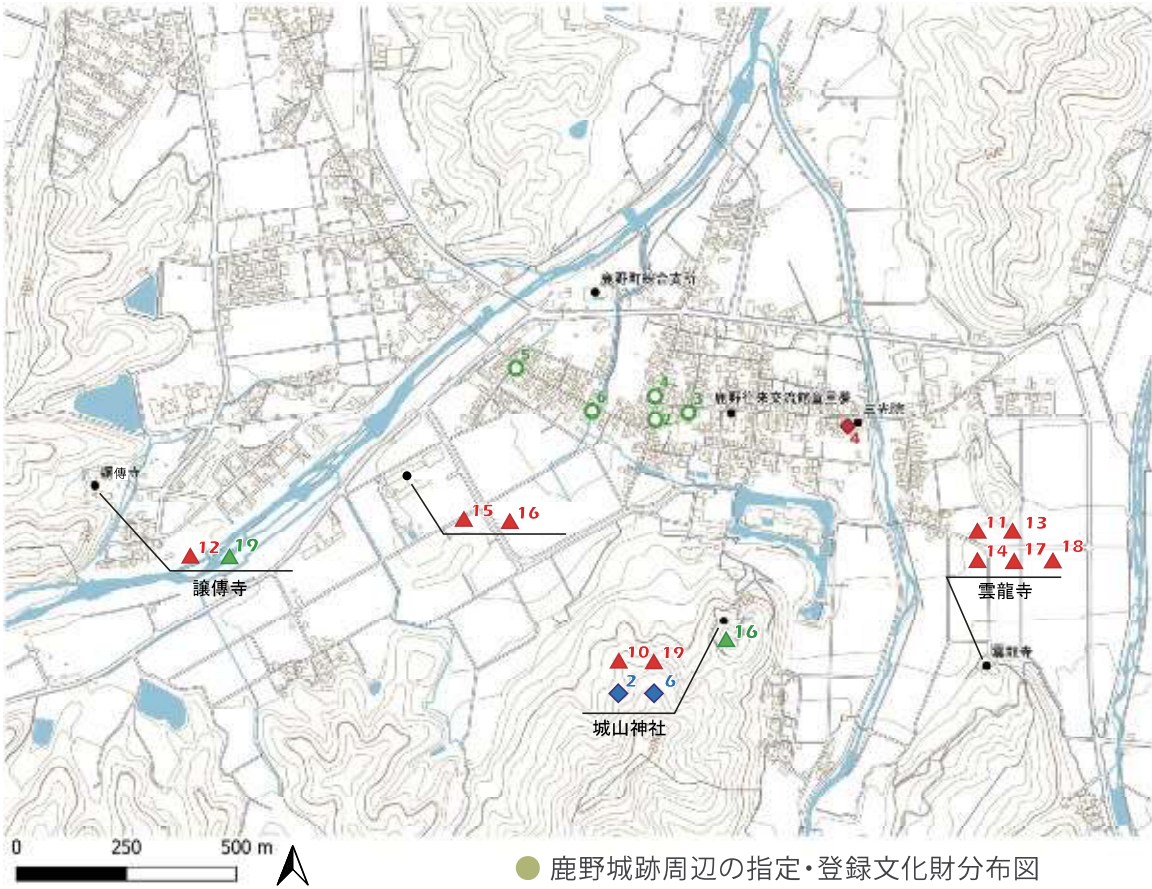 鹿野町総合支所
5
4
3
6
2
鹿野往来交流館童里夢
三光院
4
譲傳寺
15
16
11
13
12
19
14
17
18
譲傳寺
雲龍寺
16
10
19
雲龍寺
2
6
城山神社
0
250
500 m
鹿野城跡周辺の指定・登録文化財分布図